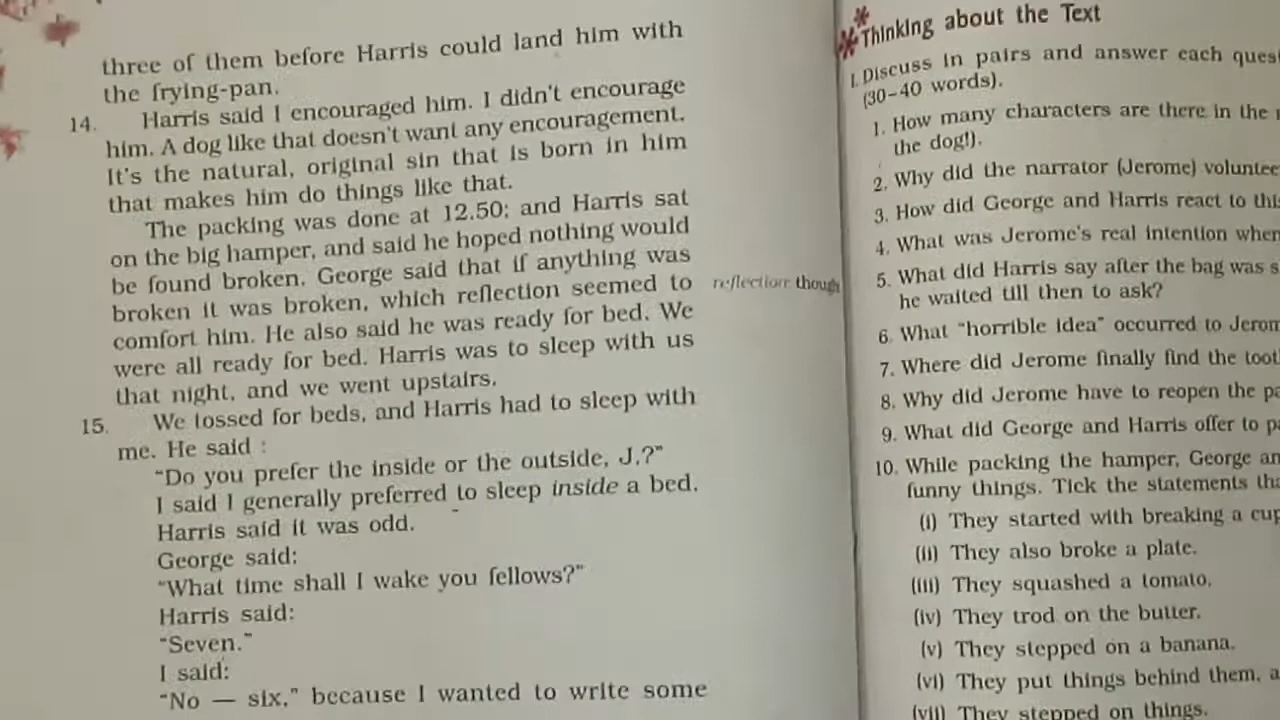 three of them before Harris could land him with
the frying-pan.
14. Harris said I encouraged him. I didn't encourage
him. A dog like that doesn't want any encouragement.
It's the natural, original sin that is born in him
that makes him do things like that.
The packing was done at 12.50; and Harris sat
on the big hamper, and said he hoped nothing would
be found broken. George said that if anything was
broken it was broken, which reflection seemed to
comfort him. He also said he was ready for bed. We
were all ready for bed. Harris was to sleep with us
that night, and we went upstairs.
15. We tossed for beds, and Harris had to sleep with
me. He said :
“Do you prefer the inside or the outside, J.?”
I said I generally preferred to sleep inside a bed.
Harris said it was odd.
George said:
“What time shall I wake you fellows?”
Harris said:
“Seven.”
I said:
“No — six,” because I wanted to write some
reflection: though
Thinking about the Text
I. Discuss in pairs and answer each ques
(30–40 words).
1. How many characters are there in the
the dog!).
2. Why did the narrator (Jerome) voluntee
3. How did George and Harris react to this
4. What was Jerome's real intention when
5. What did Harris say after the bag was s
he waited till then to ask?
6. What “horrible idea” occurred to Jerom
7. Where did Jerome finally find the toot
8. Why did Jerome have to reopen the pa
9. What did George and Harris offer to p
10. While packing the hamper, George an
funny things. Tick the statements tha
(i) They started with breaking a cup
(ii) They also broke a plate.
(iii) They squashed a tomato.
(iv) They trod on the butter.
(v) They stepped on a banana.
(vi) They put things behind them, a
(vii) They stepped on things.